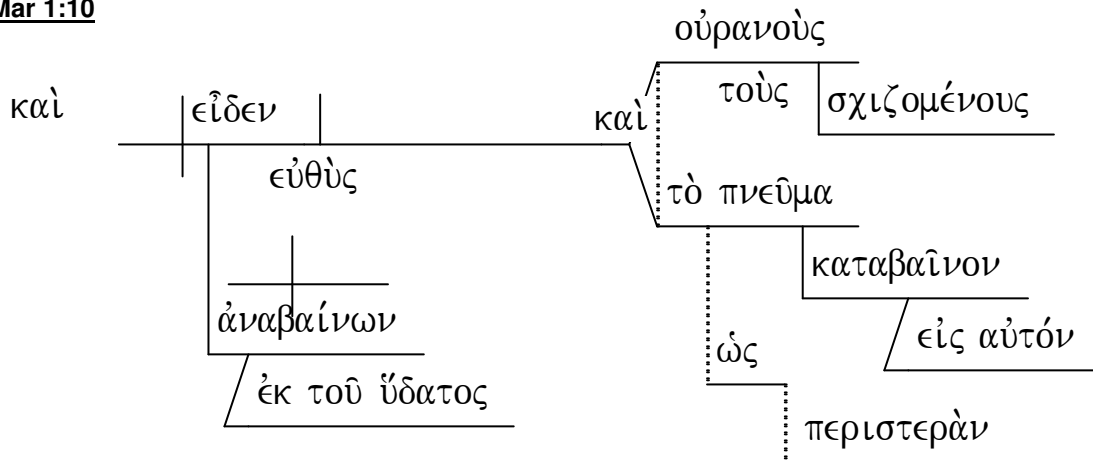 Mar 1:10
οὐρανοὺς
τοὺς
σχιζομένους
καὶ
εἶδεν
καὶ
εὐθὺς
τὸ πνεῦμα
καταβαῖνον
ἀναβαίνων
εἰς αὐτόν
ὡς
ἐκ τοῦ ὕδατος
περιστερὰν